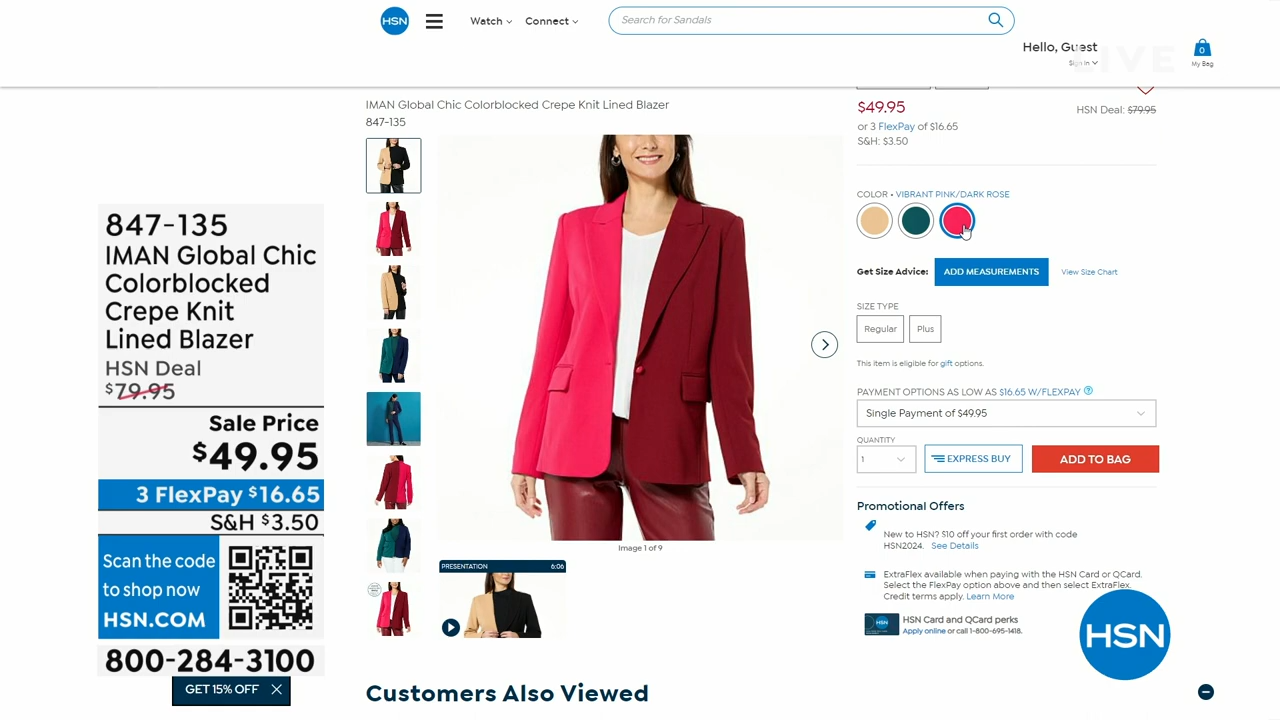 HSN
Watch
Connect
Search for Sandals
Hello, Guest
Sign In
LIVE
0
My Bag
IMAN Global Chic Colorblocked Crepe Knit Lined Blazer
847-135
$49.95
HSN Deal: $79.95
or 3 FlexPay of $16.65
S&H: $3.50
COLOR • VIBRANT PINK/DARK ROSE
Get Size Advice:
ADD MEASUREMENTS
View Size Chart
SIZE TYPE
Regular
Plus
This item is eligible for gift options.
PAYMENT OPTIONS AS LOW AS $16.65 W/FLEXPAY ?
Single Payment of $49.95
QUANTITY
1
EXPRESS BUY
ADD TO BAG
Promotional Offers
New to HSN? $10 off your first order with code
HSN2024. See Details
ExtraFlex available when paying with the HSN Card or QCard.
Select the FlexPay option above and then select ExtraFlex.
Credit terms apply. Learn More
HSN
HSN Card and QCard perks
Apply online or call 1-800-695-1418.
HSN
Image 1 of 9
PRESENTATION 6:06
Customers Also Viewed
847-135
IMAN Global Chic
Colorblocked
Crepe Knit
Lined Blazer
HSN Deal
$79.95
Sale Price
$49.95
3 FlexPay $16.65
S&H $3.50
Scan the code
to shop now
HSN.COM
800-284-3100
GET 15% OFF